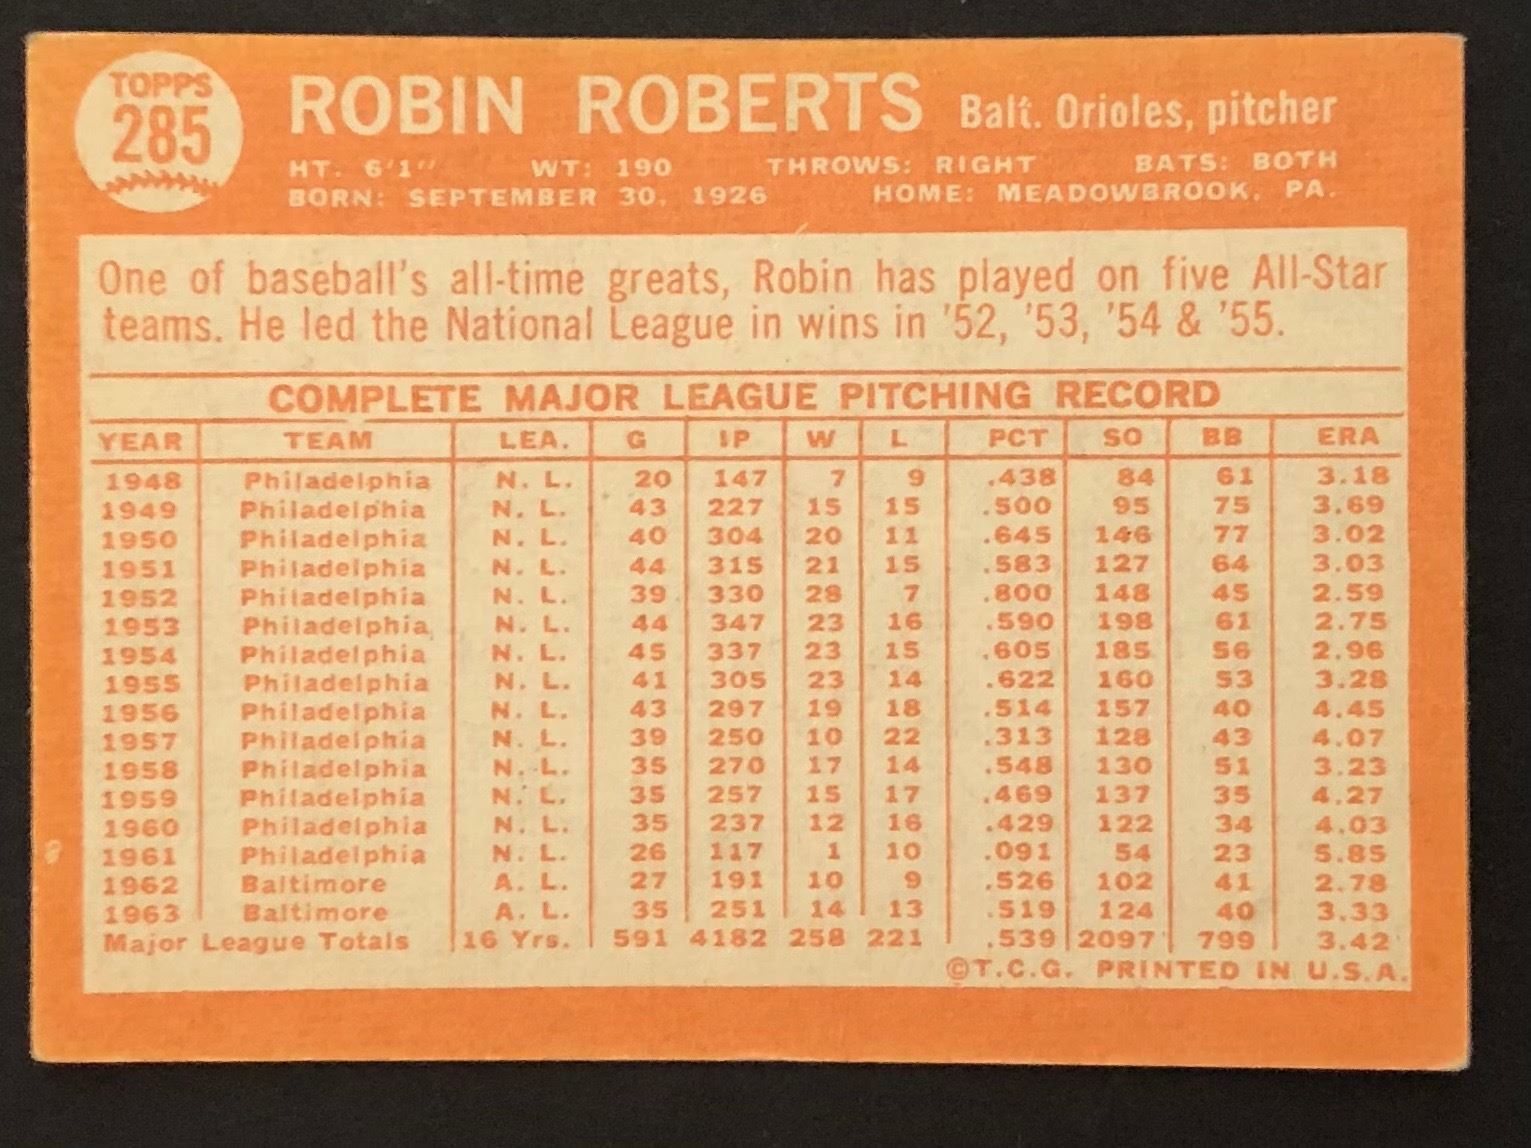 TOPPS
285
ROBIN ROBERTS Balt. Orioles, pitcher
HT. 6'1" WT: 190 THROWS: RIGHT BATS: BOTH
BORN: SEPTEMBER 30, 1926 HOME: MEADOWBROOK, PA.
One of baseball's all-time greats, Robin has played on five All-Star
teams. He led the National League in wins in '52, '53, '54 & '55.
COMPLETE MAJOR LEAGUE PITCHING RECORD
YEAR TEAM LEA. G IP W L PCT SO BB ERA
1948 Philadelphia N. L. 20 147 7 9 .438 84 61 3.18
1949 Philadelphia N. L. 43 227 15 15 .500 95 75 3.69
1950 Philadelphia N. L. 40 304 20 11 .645 146 77 3.02
1951 Philadelphia N. L. 44 315 21 15 .583 127 64 3.03
1952 Philadelphia N. L. 39 330 28 7 .800 148 45 2.59
1953 Philadelphia N. L. 44 347 23 16 .590 198 61 2.75
1954 Philadelphia N. L. 45 337 23 15 .605 185 56 2.96
1955 Philadelphia N. L. 41 305 23 14 .622 160 53 3.28
1956 Philadelphia N. L. 43 297 19 18 .514 157 40 4.45
1957 Philadelphia N. L. 39 250 10 22 .313 128 43 4.07
1958 Philadelphia N. L. 35 270 17 14 .548 130 51 3.23
1959 Philadelphia N. L. 35 257 15 17 .469 137 35 4.27
1960 Philadelphia N. L. 35 237 12 16 .429 122 34 4.03
1961 Philadelphia N. L. 26 117 1 10 .091 54 23 5.85
1962 Baltimore A. L. 27 191 10 9 .526 102 41 2.78
1963 Baltimore A. L. 35 251 14 13 .519 124 40 3.33
Major League Totals 16 Yrs. 591 4182 258 221 .539 2097 799 3.42
©T.C.G. PRINTED IN U.S.A.